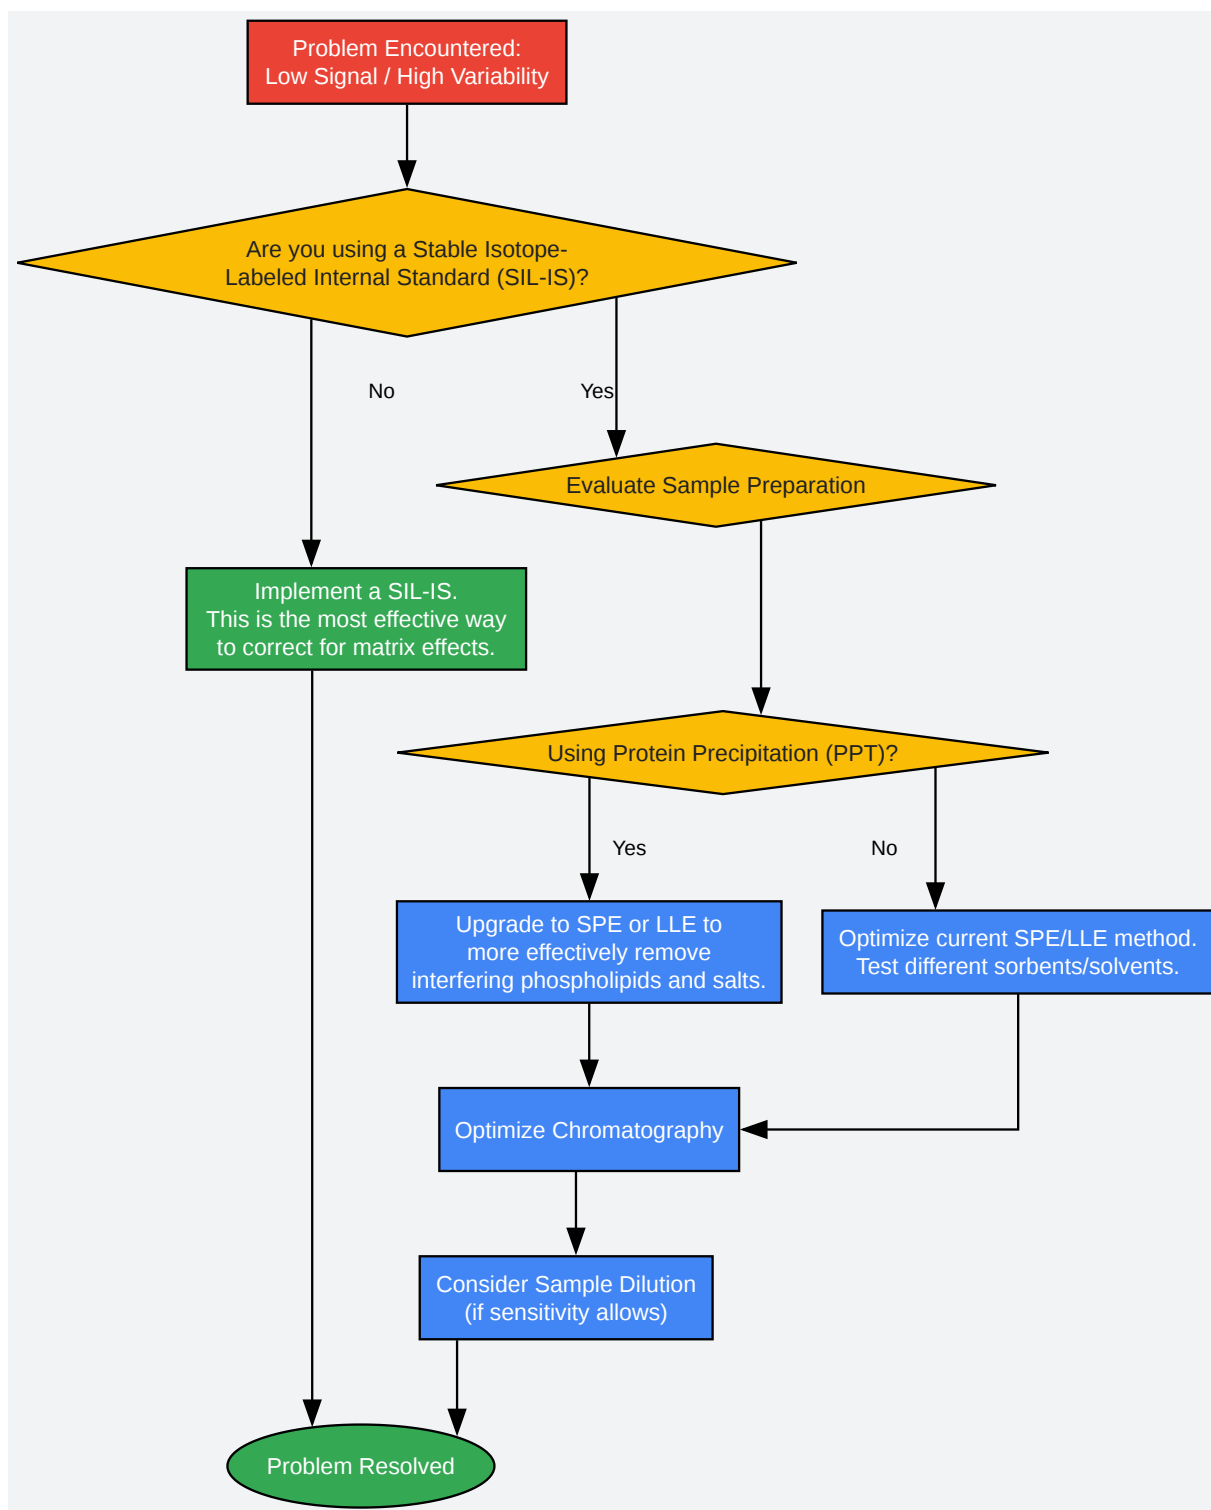 Problem Encountered:
Low Signal / High Variability
Are you using a Stable Isotope-
Labeled Internal Standard (SIL-IS)?
No
Yes
Evaluate Sample Preparation
Implement a SIL-IS.
This is the most effective way
to correct for matrix effects.
Using Protein Precipitation (PPT)?
Yes
No
Upgrade to SPE or LLE to
more effectively remove
interfering phospholipids and salts.
Optimize current SPE/LLE method.
Test different sorbents/solvents.
Optimize Chromatography
Consider Sample Dilution
(if sensitivity allows)
Problem Resolved